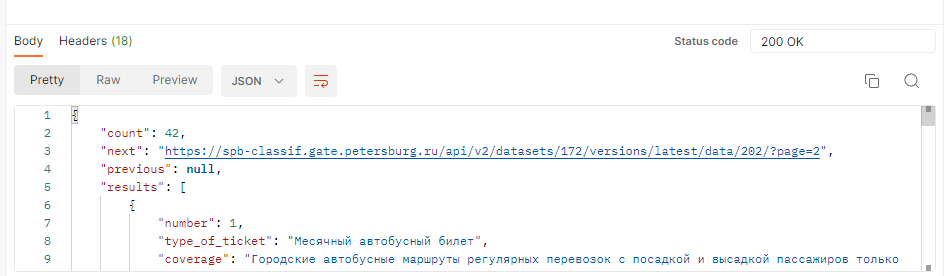 Body Headers (18) Status code 200 OK
Pretty Raw Preview JSON
1 {
2 "count": 42,
3 "next": "https://spb-classif.gate.petersburg.ru/api/v2/datasets/172/versions/latest/data/202/?page=2",
4 "previous": null,
5 "results": [
6 {
7 "number": 1,
8 "type_of_ticket": "Месячный автобусный билет",
9 "coverage": "Городские автобусные маршруты регулярных перевозок с посадкой и высадкой пассажиров только